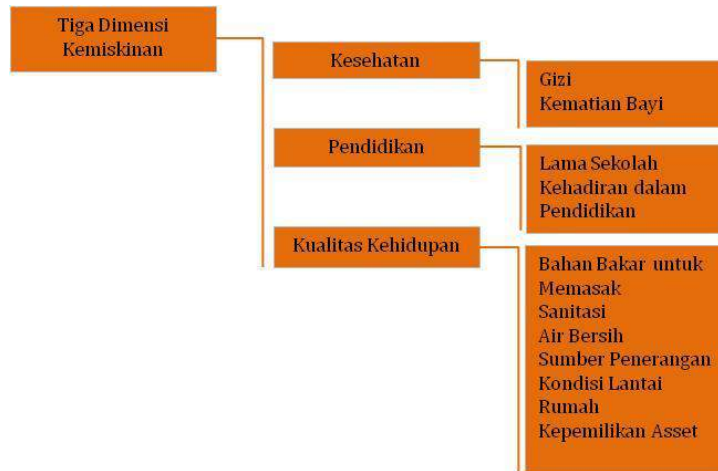 Tiga Dimensi
Kemiskinan
Kesehatan
Gizi
Kematian Bayi
Pendidikan
Lama Sekolah
Kehadiran dalam
Pendidikan
Kualitas Kehidupan
Bahan Bakar untuk
Memasak
Sanitasi
Air Bersih
Sumber Penerangan
Kondisi Lantai
Rumah
Kepemilikan Asset